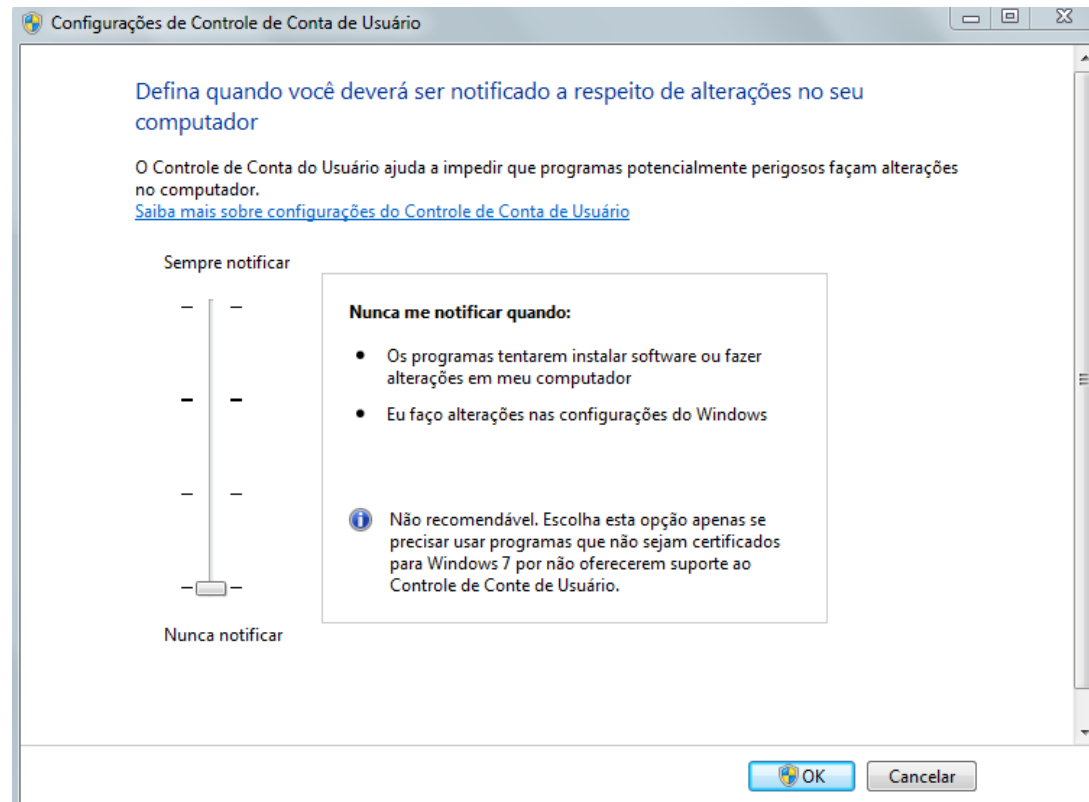 Configurações de Controle de Conta de Usuário
Defina quando você deverá ser notificado a respeito de alterações no seu
computador
O Controle de Conta do Usuário ajuda a impedir que programas potencialmente perigosos façam alterações
no computador.
Saiba mais sobre configurações do Controle de Conta de Usuário
Sempre notificar
Nunca me notificar quando:
• Os programas tentarem instalar software ou fazer
alterações em meu computador
• Eu faço alterações nas configurações do Windows
Não recomendável. Escolha esta opção apenas se
precisar usar programas que não sejam certificados
para Windows 7 por não oferecerem suporte ao
Controle de Conte de Usuário.
Nunca notificar
OK
Cancelar